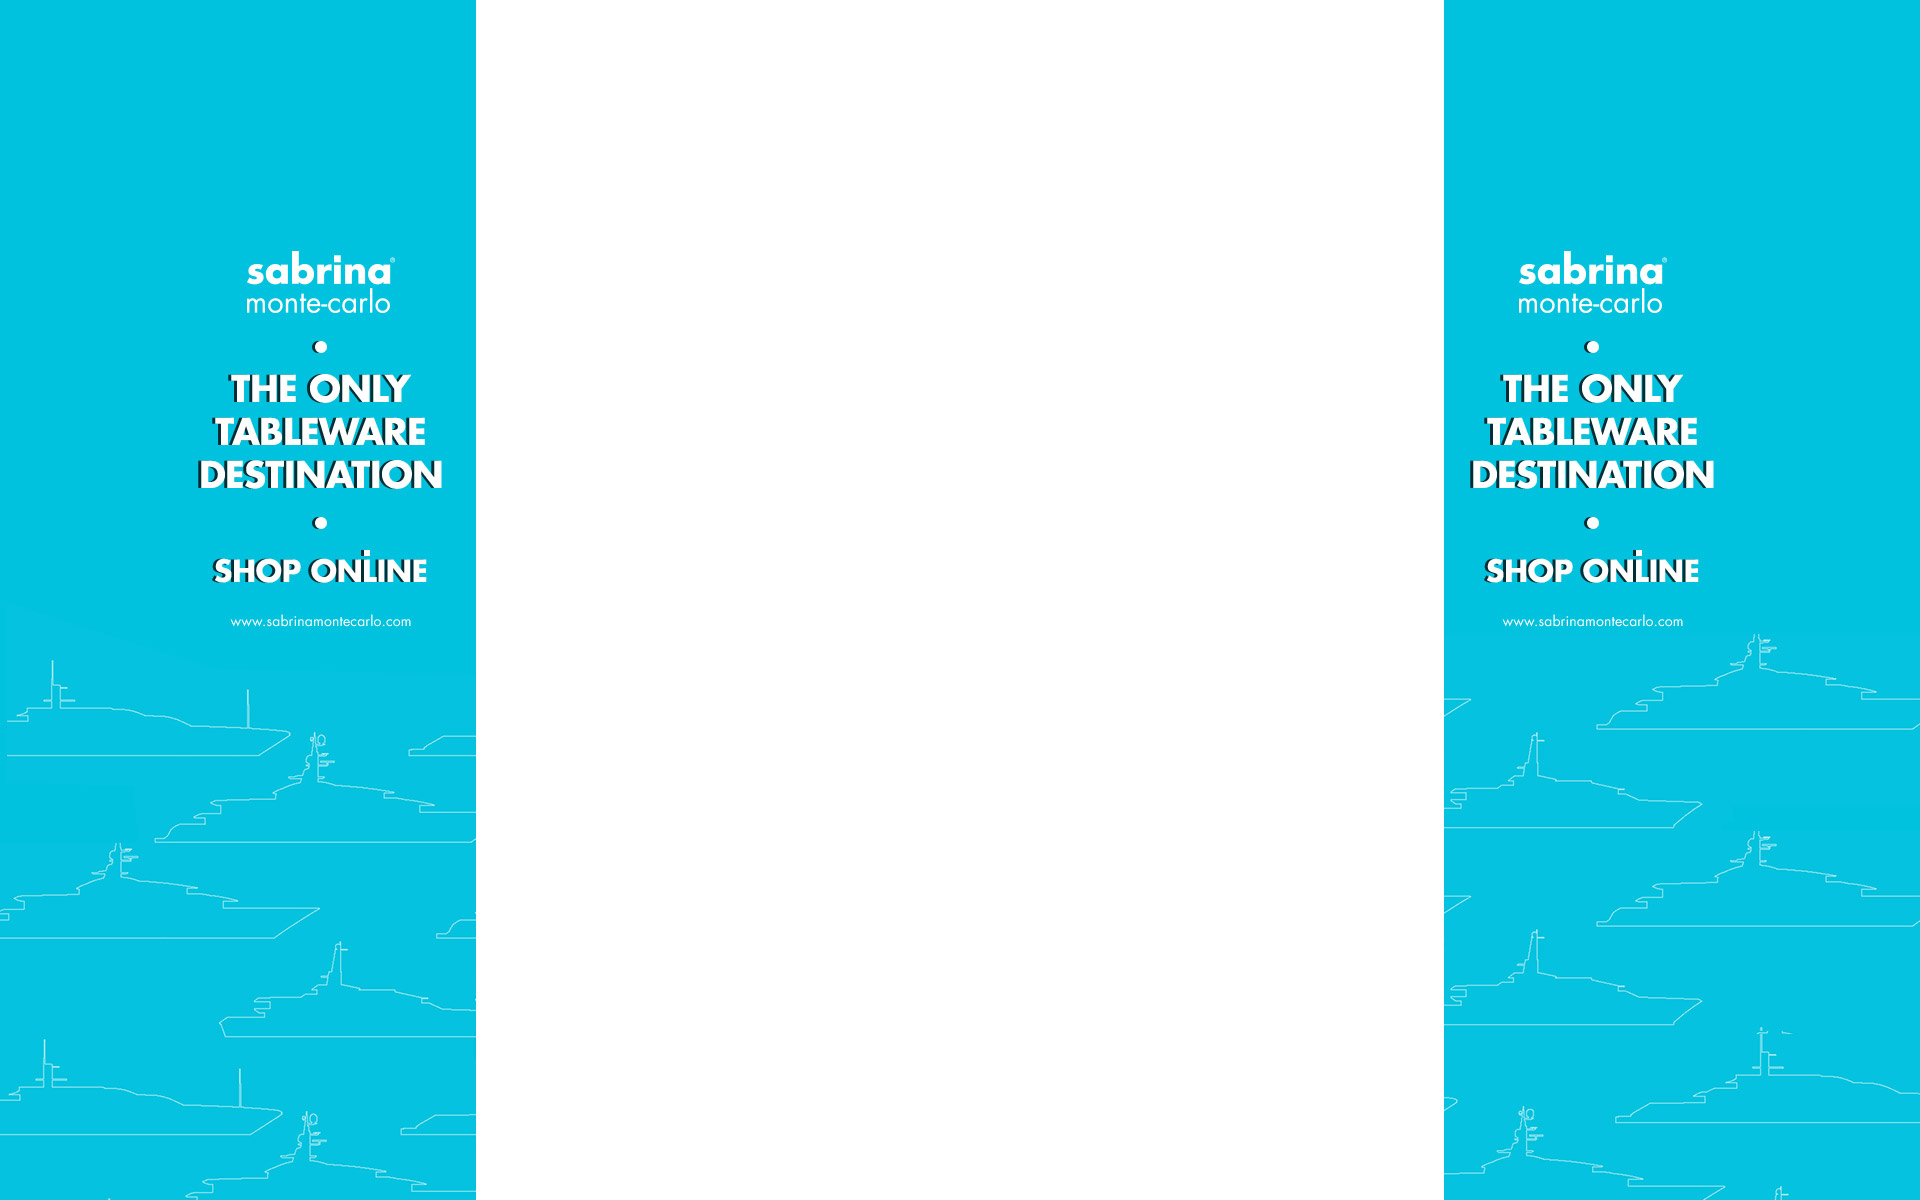 sabrina®
monte-carlo
•
THE ONLY
TABLEWARE
DESTINATION
•
SHOP ONLINE
www.sabrinamontecarlo.com
sabrina®
monte-carlo
•
THE ONLY
TABLEWARE
DESTINATION
•
SHOP ONLINE
www.sabrinamontecarlo.com